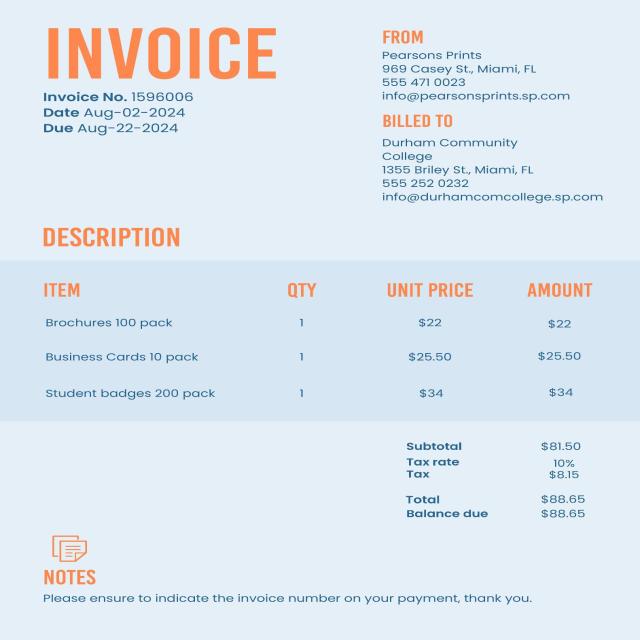 INVOICE
Invoice No. 1596006
Date Aug-02-2024
Due Aug-22-2024
FROM
Pearsons Prints
969 Casey St., Miami, FL
555 471 0023
info@pearsonsprints.sp.com
BILLED TO
Durham Community
College
1355 Briley St., Miami, FL
555 252 0232
info@durhamcomcollege.sp.com
DESCRIPTION
ITEM QTY UNIT PRICE AMOUNT
Brochures 100 pack 1 $22 $22
Business Cards 10 pack 1 $25.50 $25.50
Student badges 200 pack 1 $34 $34
Subtotal $81.50
Tax rate 10%
Tax $8.15
Total $88.65
Balance due $88.65
NOTES
Please ensure to indicate the invoice number on your payment, thank you.